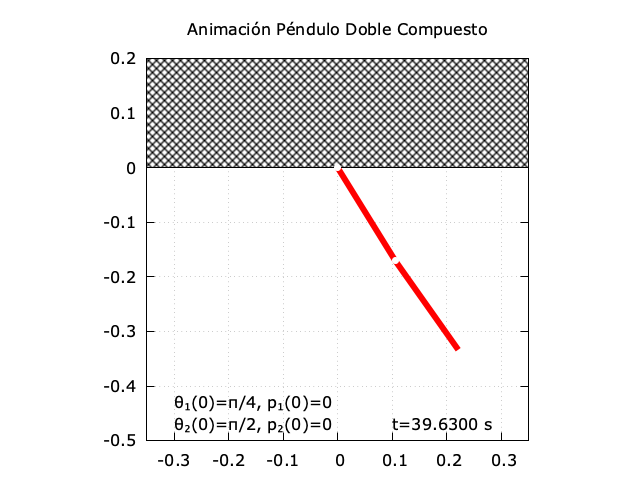 Animación Péndulo Doble Compuesto
0.2
0.1
0
-0.1
-0.2
-0.3
-0.4
-0.5
θ₁(0)=π/4, p₁(0)=0
θ₂(0)=π/2, p₂(0)=0 t=39.6300 s
-0.3 -0.2 -0.1 0 0.1 0.2 0.3